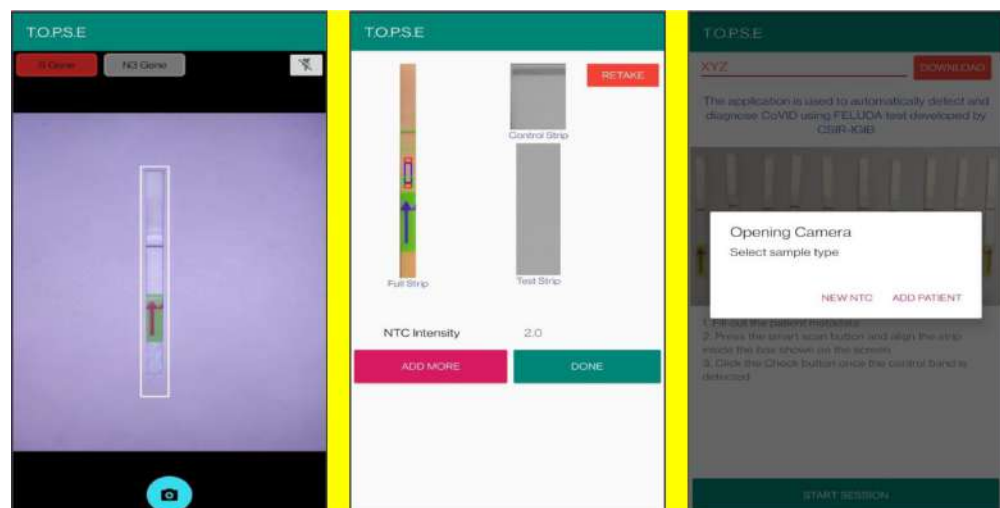 T.O.P.S.E
S Gene
N3 Gene
T.O.P.S.E
RETAKE
Control Strip
Full Strip
Test Strip
NTC Intensity
2.0
ADD MORE
DONE
T.O.P.S.E
XYZ
DOWNLOAD
The application is used to automatically detect and
diagnose CoVID using FELUDA test developed by
CSIR-IGIB
Opening Camera
Select sample type
NEW NTC
ADD PATIENT
1. Fill out the patient metadata
2. Press the smart scan button and align the strip
inside the box shown on the screen
3. Click the Check button once the control band is
detected
START SESSION